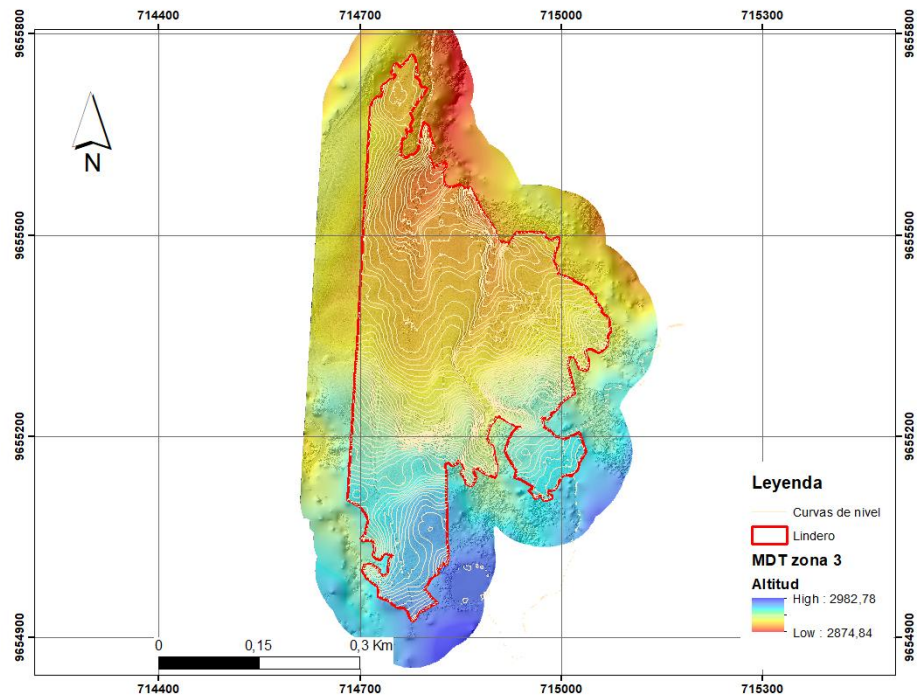 714400 714700 715000 715300
9655800 9655800
N
9655500 9655500
9655200 9655200
Leyenda
Curvas de nivel
Lindero
MDT zona 3
Altitud
High : 2982,78
Low : 2874,84
9654900 9654900
0 0,15 0,3 Km
714400 714700 715000 715300